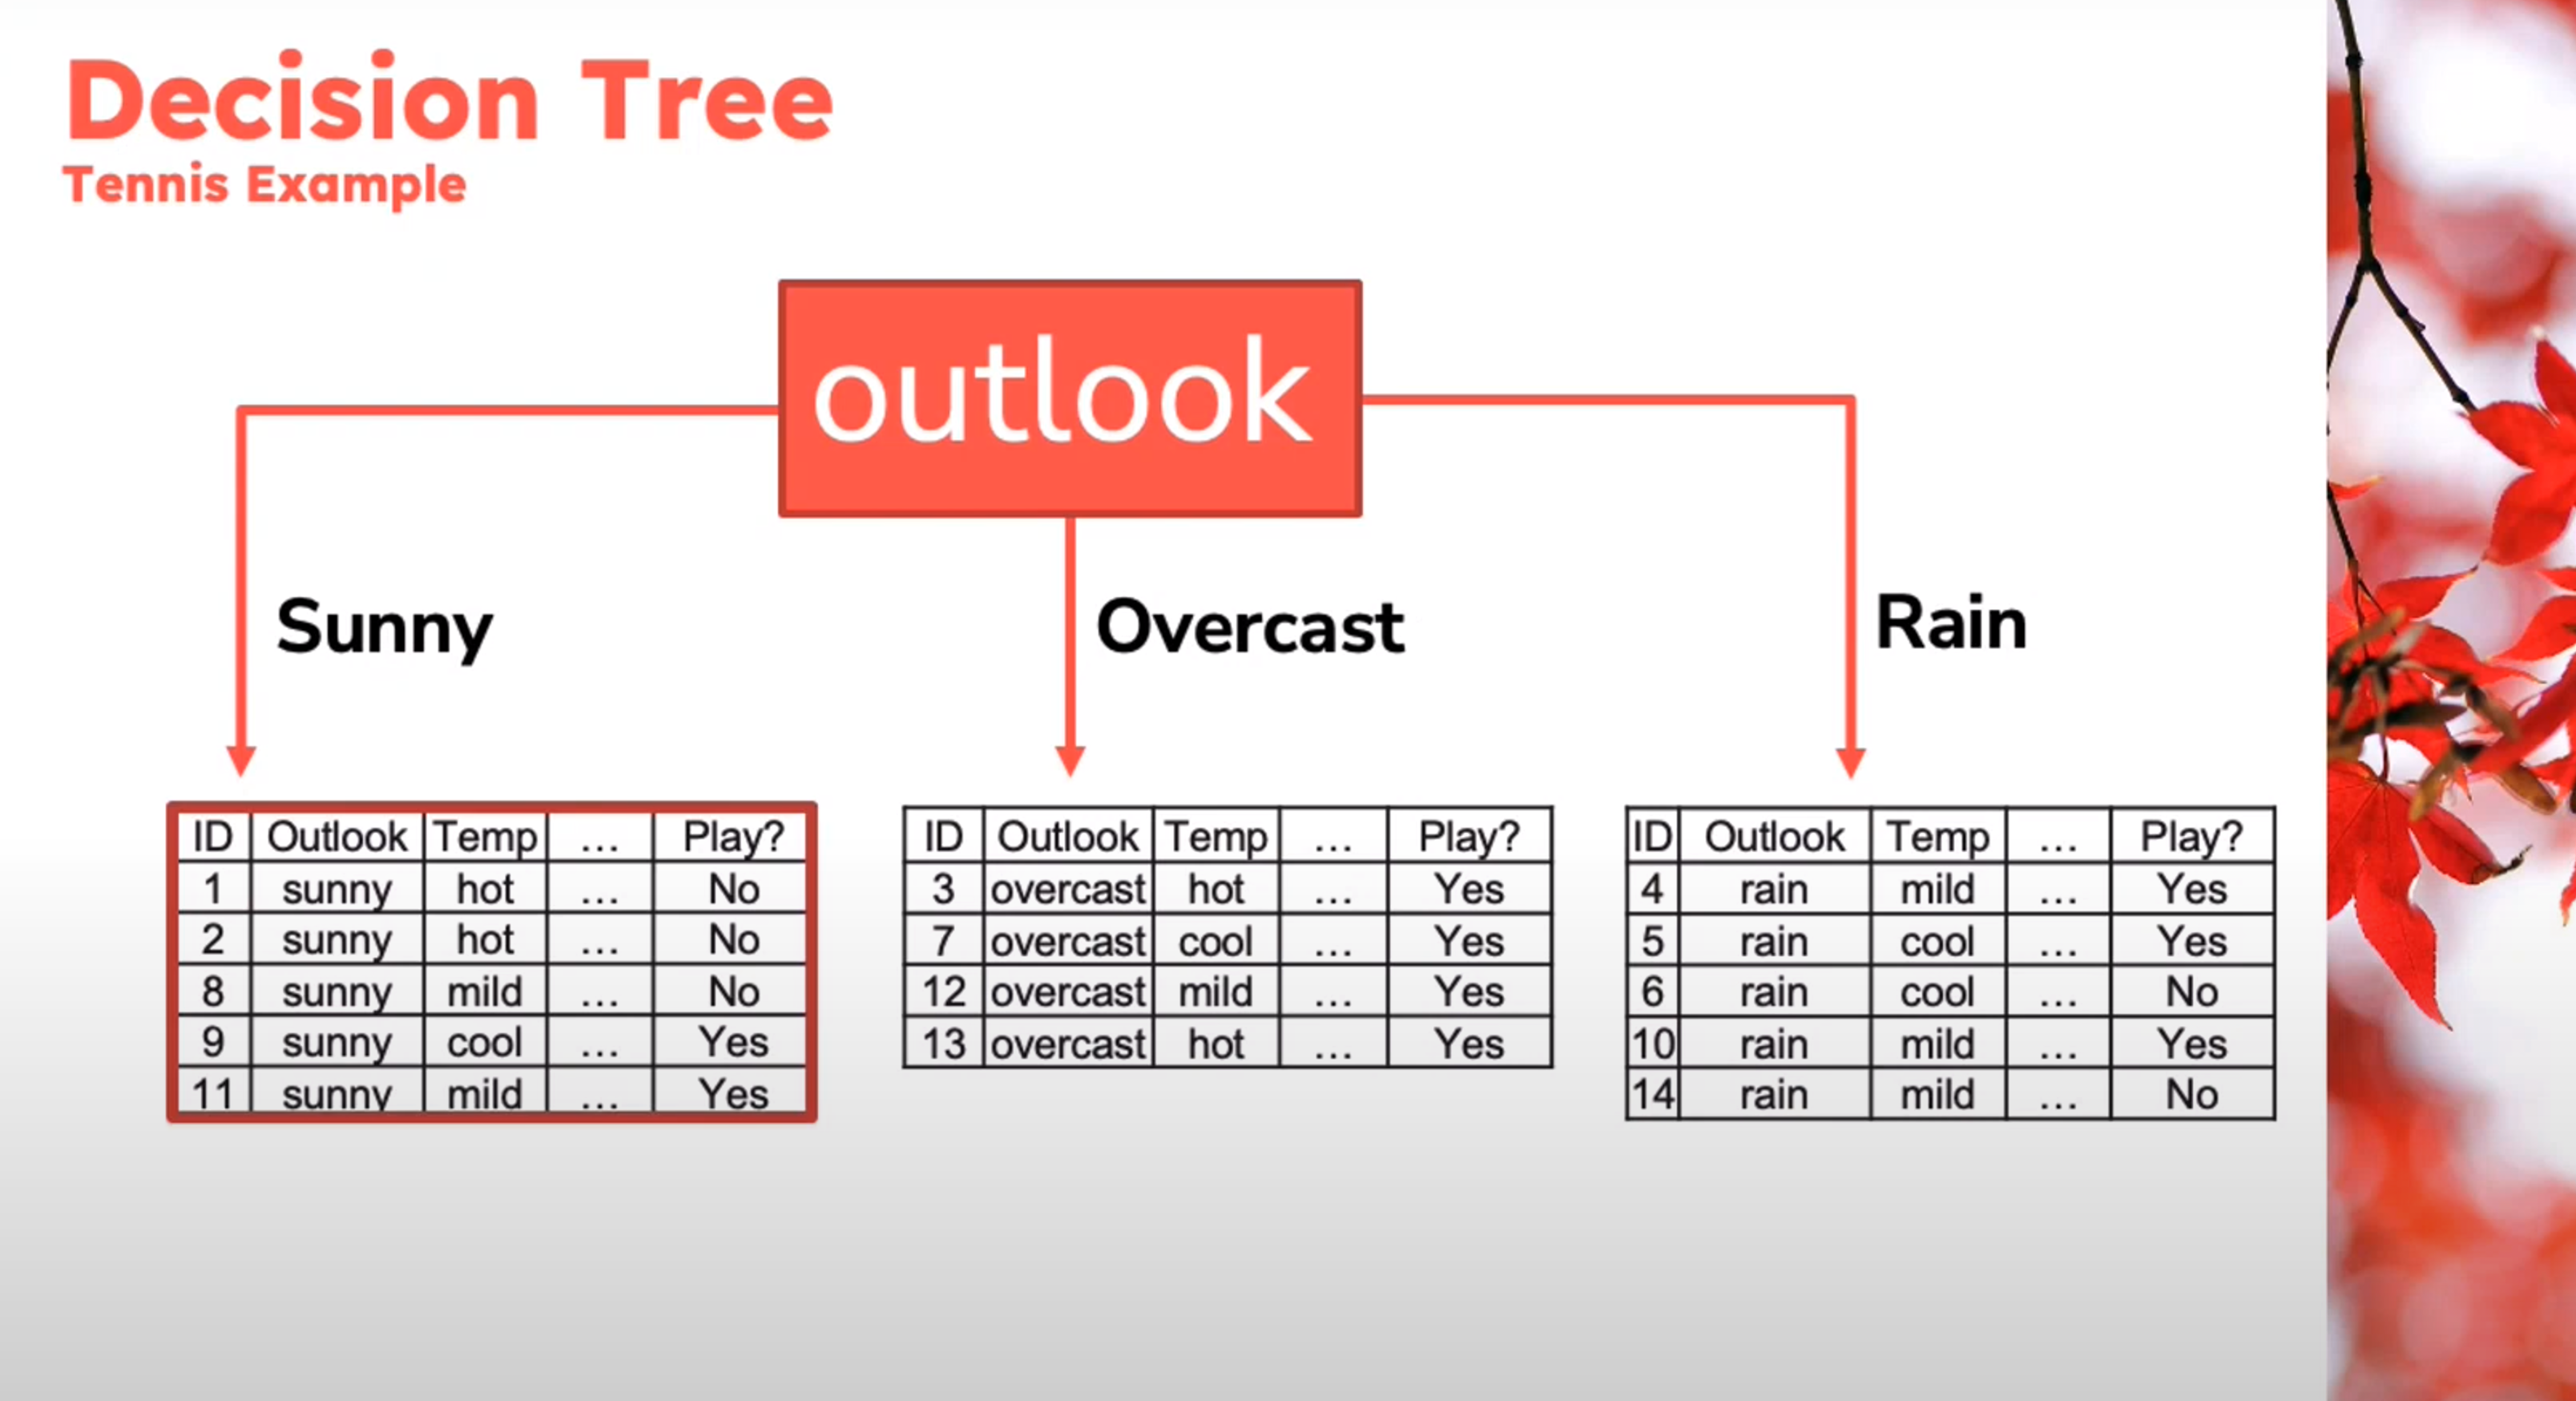 Decision Tree
Tennis Example
outlook
Sunny
Overcast
Rain
ID Outlook Temp ... Play?
1 sunny hot ... No
2 sunny hot ... No
8 sunny mild ... No
9 sunny cool ... Yes
11 sunny mild ... Yes
ID Outlook Temp ... Play?
3 overcast hot ... Yes
7 overcast cool ... Yes
12 overcast mild ... Yes
13 overcast hot ... Yes
ID Outlook Temp ... Play?
4 rain mild ... Yes
5 rain cool ... Yes
6 rain cool ... No
10 rain mild ... Yes
14 rain mild ... No